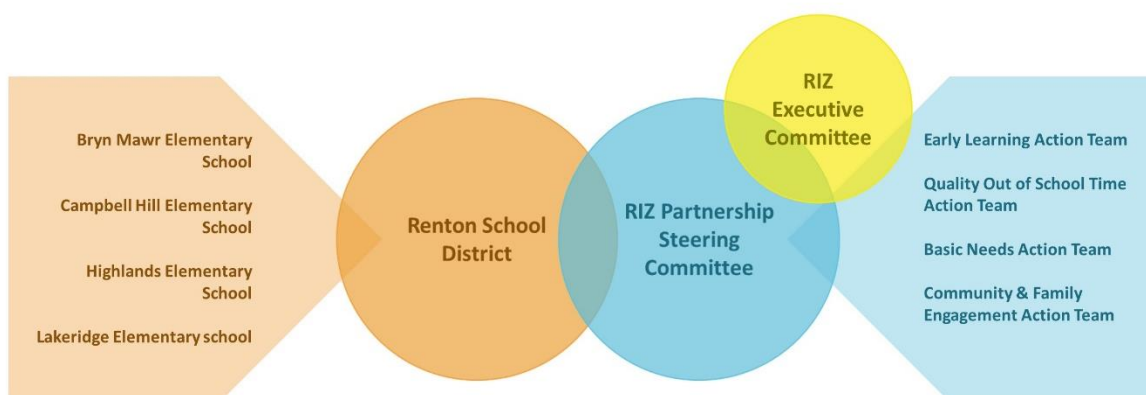 Bryn Mawr Elementary
School
Campbell Hill Elementary
School
Highlands Elementary
School
Lakeridge Elementary school
Renton School
District
RIZ Partnership
Steering
Committee
RIZ
Executive
Committee
Early Learning Action Team
Quality Out of School Time
Action Team
Basic Needs Action Team
Community & Family
Engagement Action Team